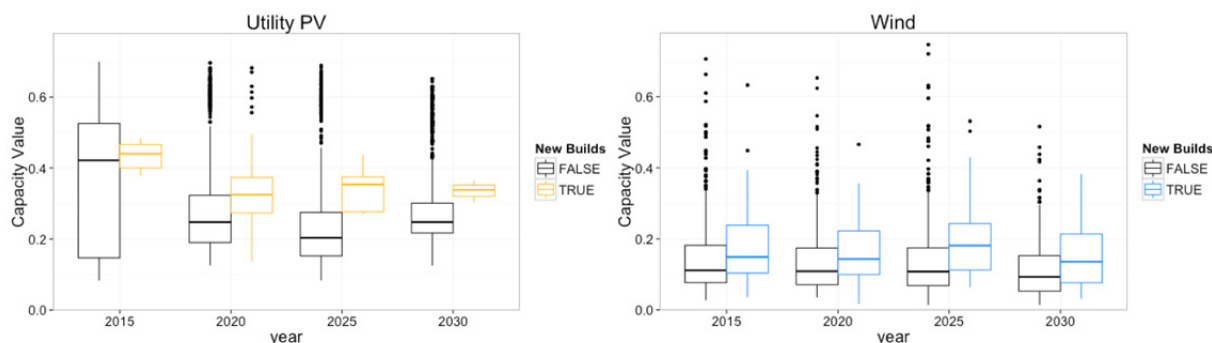 Utility PV
Capacity Value
0.6
0.4
0.2
0.0
2015 2020 2025 2030
year
New Builds
FALSE
TRUE
Wind
Capacity Value
0.6
0.4
0.2
0.0
2015 2020 2025 2030
year
New Builds
FALSE
TRUE